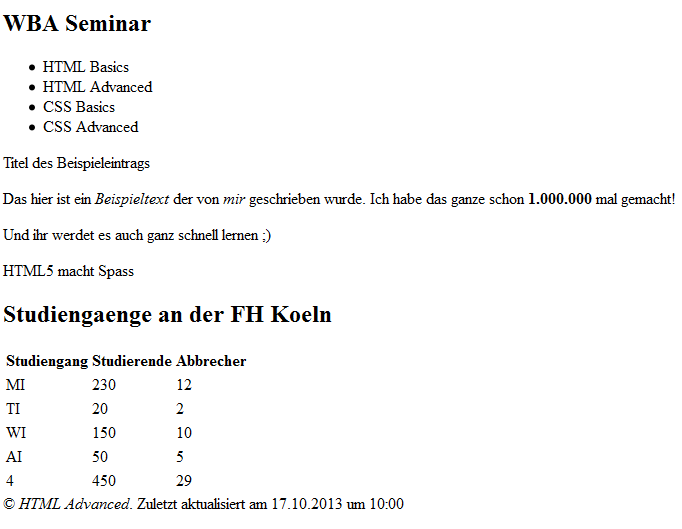 WBA Seminar
HTML Basics
HTML Advanced
CSS Basics
CSS Advanced
Titel des Beispieleintrags
Das hier ist ein Beispieltext der von mir geschrieben wurde. Ich habe das ganze schon 1.000.000 mal gemacht!
Und ihr werdet es auch ganz schnell lernen ;)
HTML5 macht Spass
Studiengaenge an der FH Koeln
Studiengang Studierende Abbrecher
MI 230 12
TI 20 2
WI 150 10
AI 50 5
4 450 29
© HTML Advanced. Zuletzt aktualisiert am 17.10.2013 um 10:00